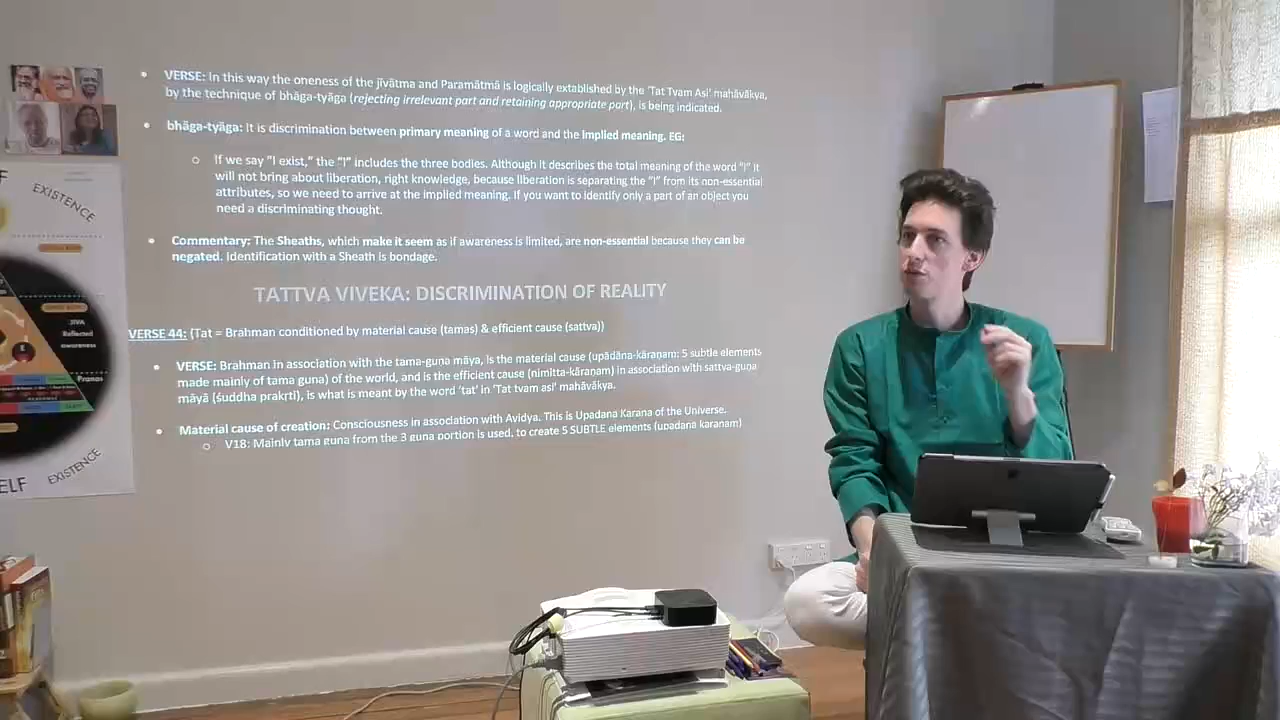 VERSE: In this way the oneness of the jīvātma and Paramātmā is logically established by the 'Tat Tvam Asi' mahāvākya,
by the technique of bhāga-tyāga (rejecting irrelevant part and retaining appropriate part), is being indicated.
bhāga-tyāga: It is discrimination between primary meaning of a word and the implied meaning. EG:
If we say "I exist," the "I" includes the three bodies. Although it describes the total meaning of the word "I" it
will not bring about liberation, right knowledge, because liberation is separating the "I" from its non-essential
attributes, so we need to arrive at the implied meaning. If you want to identify only a part of an object you
need a discriminating thought.
Commentary: The Sheaths, which make it seem as if awareness is limited, are non-essential because they can be
negated. Identification with a Sheath is bondage.
TATTVA VIVEKA: DISCRIMINATION OF REALITY
VERSE 44: (Tat = Brahman conditioned by material cause (tamas) & efficient cause (sattva))
VERSE: Brahman in association with the tama-guna māyā, is the material cause (upādāna-kāraṇam: 5 subtle elements
made mainly of tama guna) of the world, and is the efficient cause (nimitta-kāraṇam) in association with sattva-guṇa
māyā (śuddha prakṛti), is what is meant by the word 'tat' in 'Tat tvam asi' mahāvākya.
Material cause of creation: Consciousness in association with Avidya. This is Upadana Karana of the Universe.
V18: Mainly tama guna from the 3 guna portion is used, to create 5 SUBTLE elements (upadana karanam)
EXISTENCE
JIVA
Reflected
awareness
Pranas
EXISTENCE
ELF